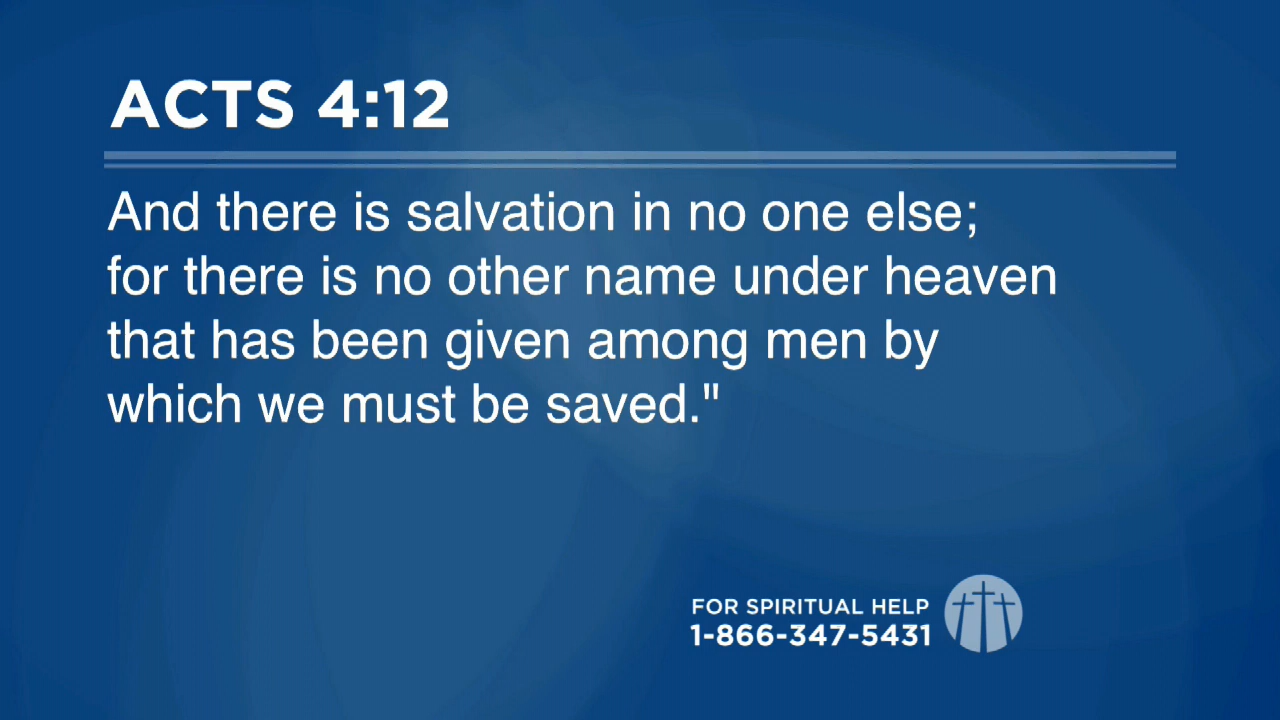 ACTS 4:12
And there is salvation in no one else;
for there is no other name under heaven
that has been given among men by
which we must be saved."
FOR SPIRITUAL HELP
1-866-347-5431